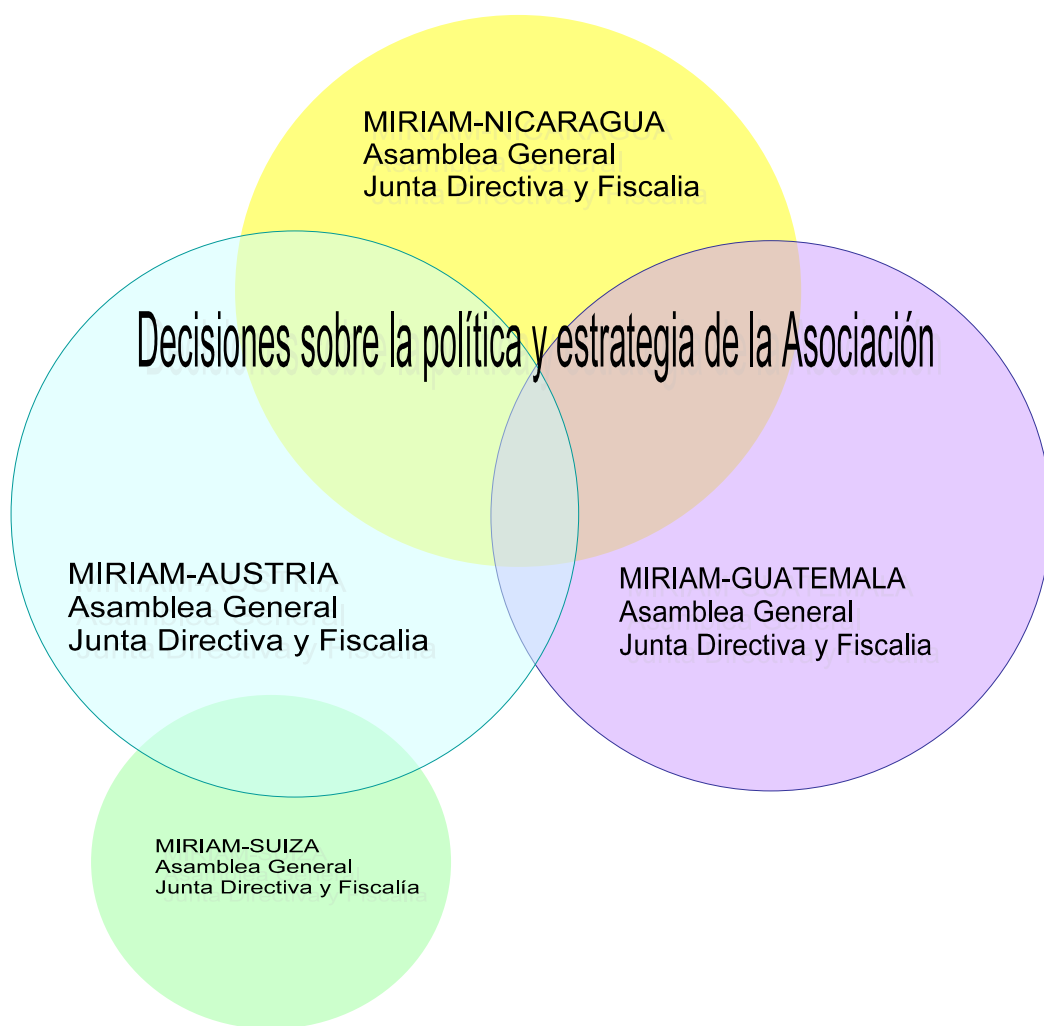 MIRIAM-NICARAGUA
Asamblea General
Junta Directiva y Fiscalia
Decisiones sobre la política y estrategia de la Asociación
MIRIAM-AUSTRIA
Asamblea General
Junta Directiva y Fiscalia
MIRIAM-GUATEMALA
Asamblea General
Junta Directiva y Fiscalia
MIRIAM-SUIZA
Asamblea General
Junta Directiva y Fiscalía